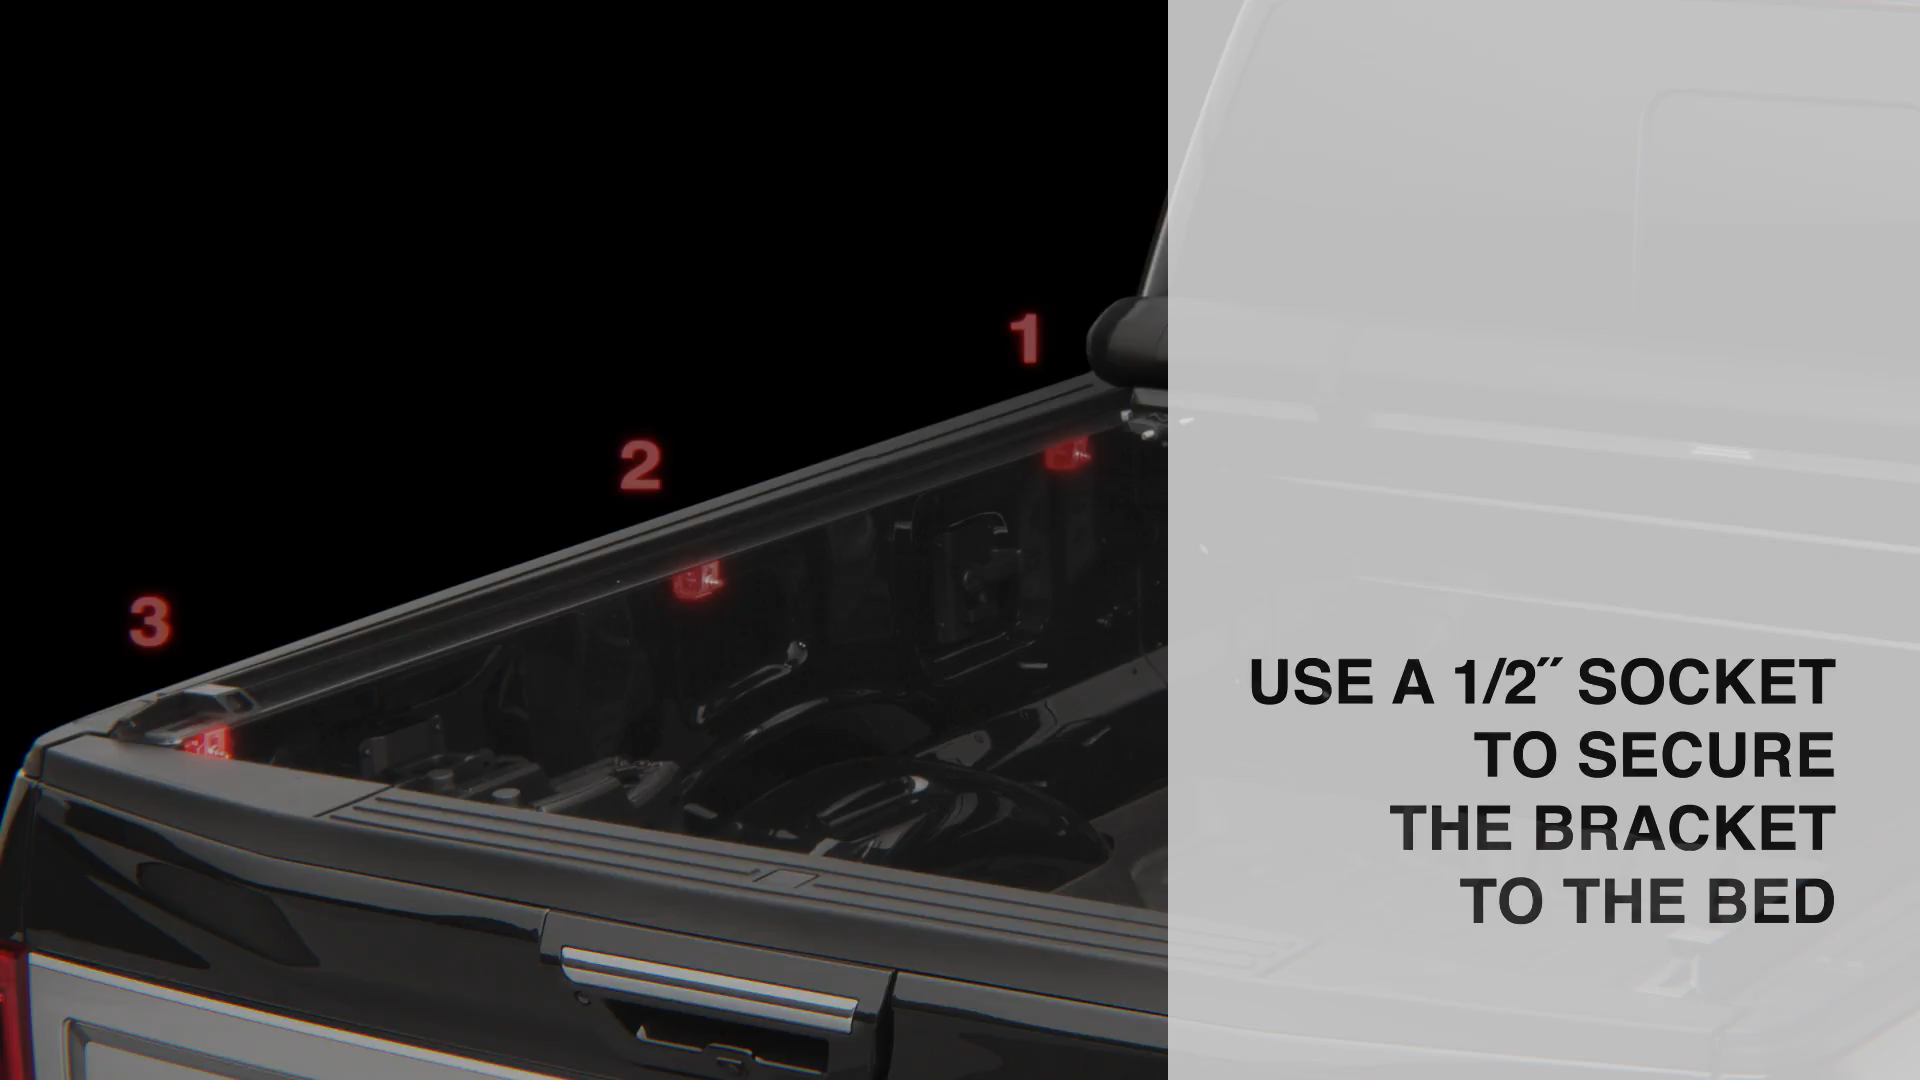 1
2
3
USE A 1/2˝ SOCKET
TO SECURE
THE BRACKET
TO THE BED